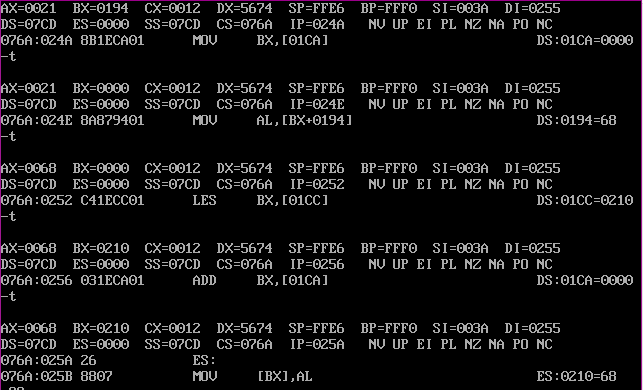 AX=0021  BX=0194  CX=0012  DX=5674  SP=FFE6  BP=FFF0  SI=003A  DI=0255
DS=07CD  ES=0000  SS=07CD  CS=076A  IP=024A   NV UP EI PL NZ NA PO NC
076A:024A 8B1ECA01      MOV     BX,[01CA]                          DS:01CA=0000
-t

AX=0021  BX=0000  CX=0012  DX=5674  SP=FFE6  BP=FFF0  SI=003A  DI=0255
DS=07CD  ES=0000  SS=07CD  CS=076A  IP=024E   NV UP EI PL NZ NA PO NC
076A:024E 8A879401      MOV     AL,[BX+0194]                       DS:0194=68
-t

AX=0068  BX=0000  CX=0012  DX=5674  SP=FFE6  BP=FFF0  SI=003A  DI=0255
DS=07CD  ES=0000  SS=07CD  CS=076A  IP=0252   NV UP EI PL NZ NA PO NC
076A:0252 C41ECC01      LES     BX,[01CC]                          DS:01CC=0210
-t

AX=0068  BX=0210  CX=0012  DX=5674  SP=FFE6  BP=FFF0  SI=003A  DI=0255
DS=07CD  ES=0000  SS=07CD  CS=076A  IP=0256   NV UP EI PL NZ NA PO NC
076A:0256 031ECA01      ADD     BX,[01CA]                          DS:01CA=0000
-t

AX=0068  BX=0210  CX=0012  DX=5674  SP=FFE6  BP=FFF0  SI=003A  DI=0255
DS=07CD  ES=0000  SS=07CD  CS=076A  IP=025A   NV UP EI PL NZ NA PO NC
076A:025A 26            ES:
076A:025B 8807          MOV     [BX],AL                            ES:0210=68